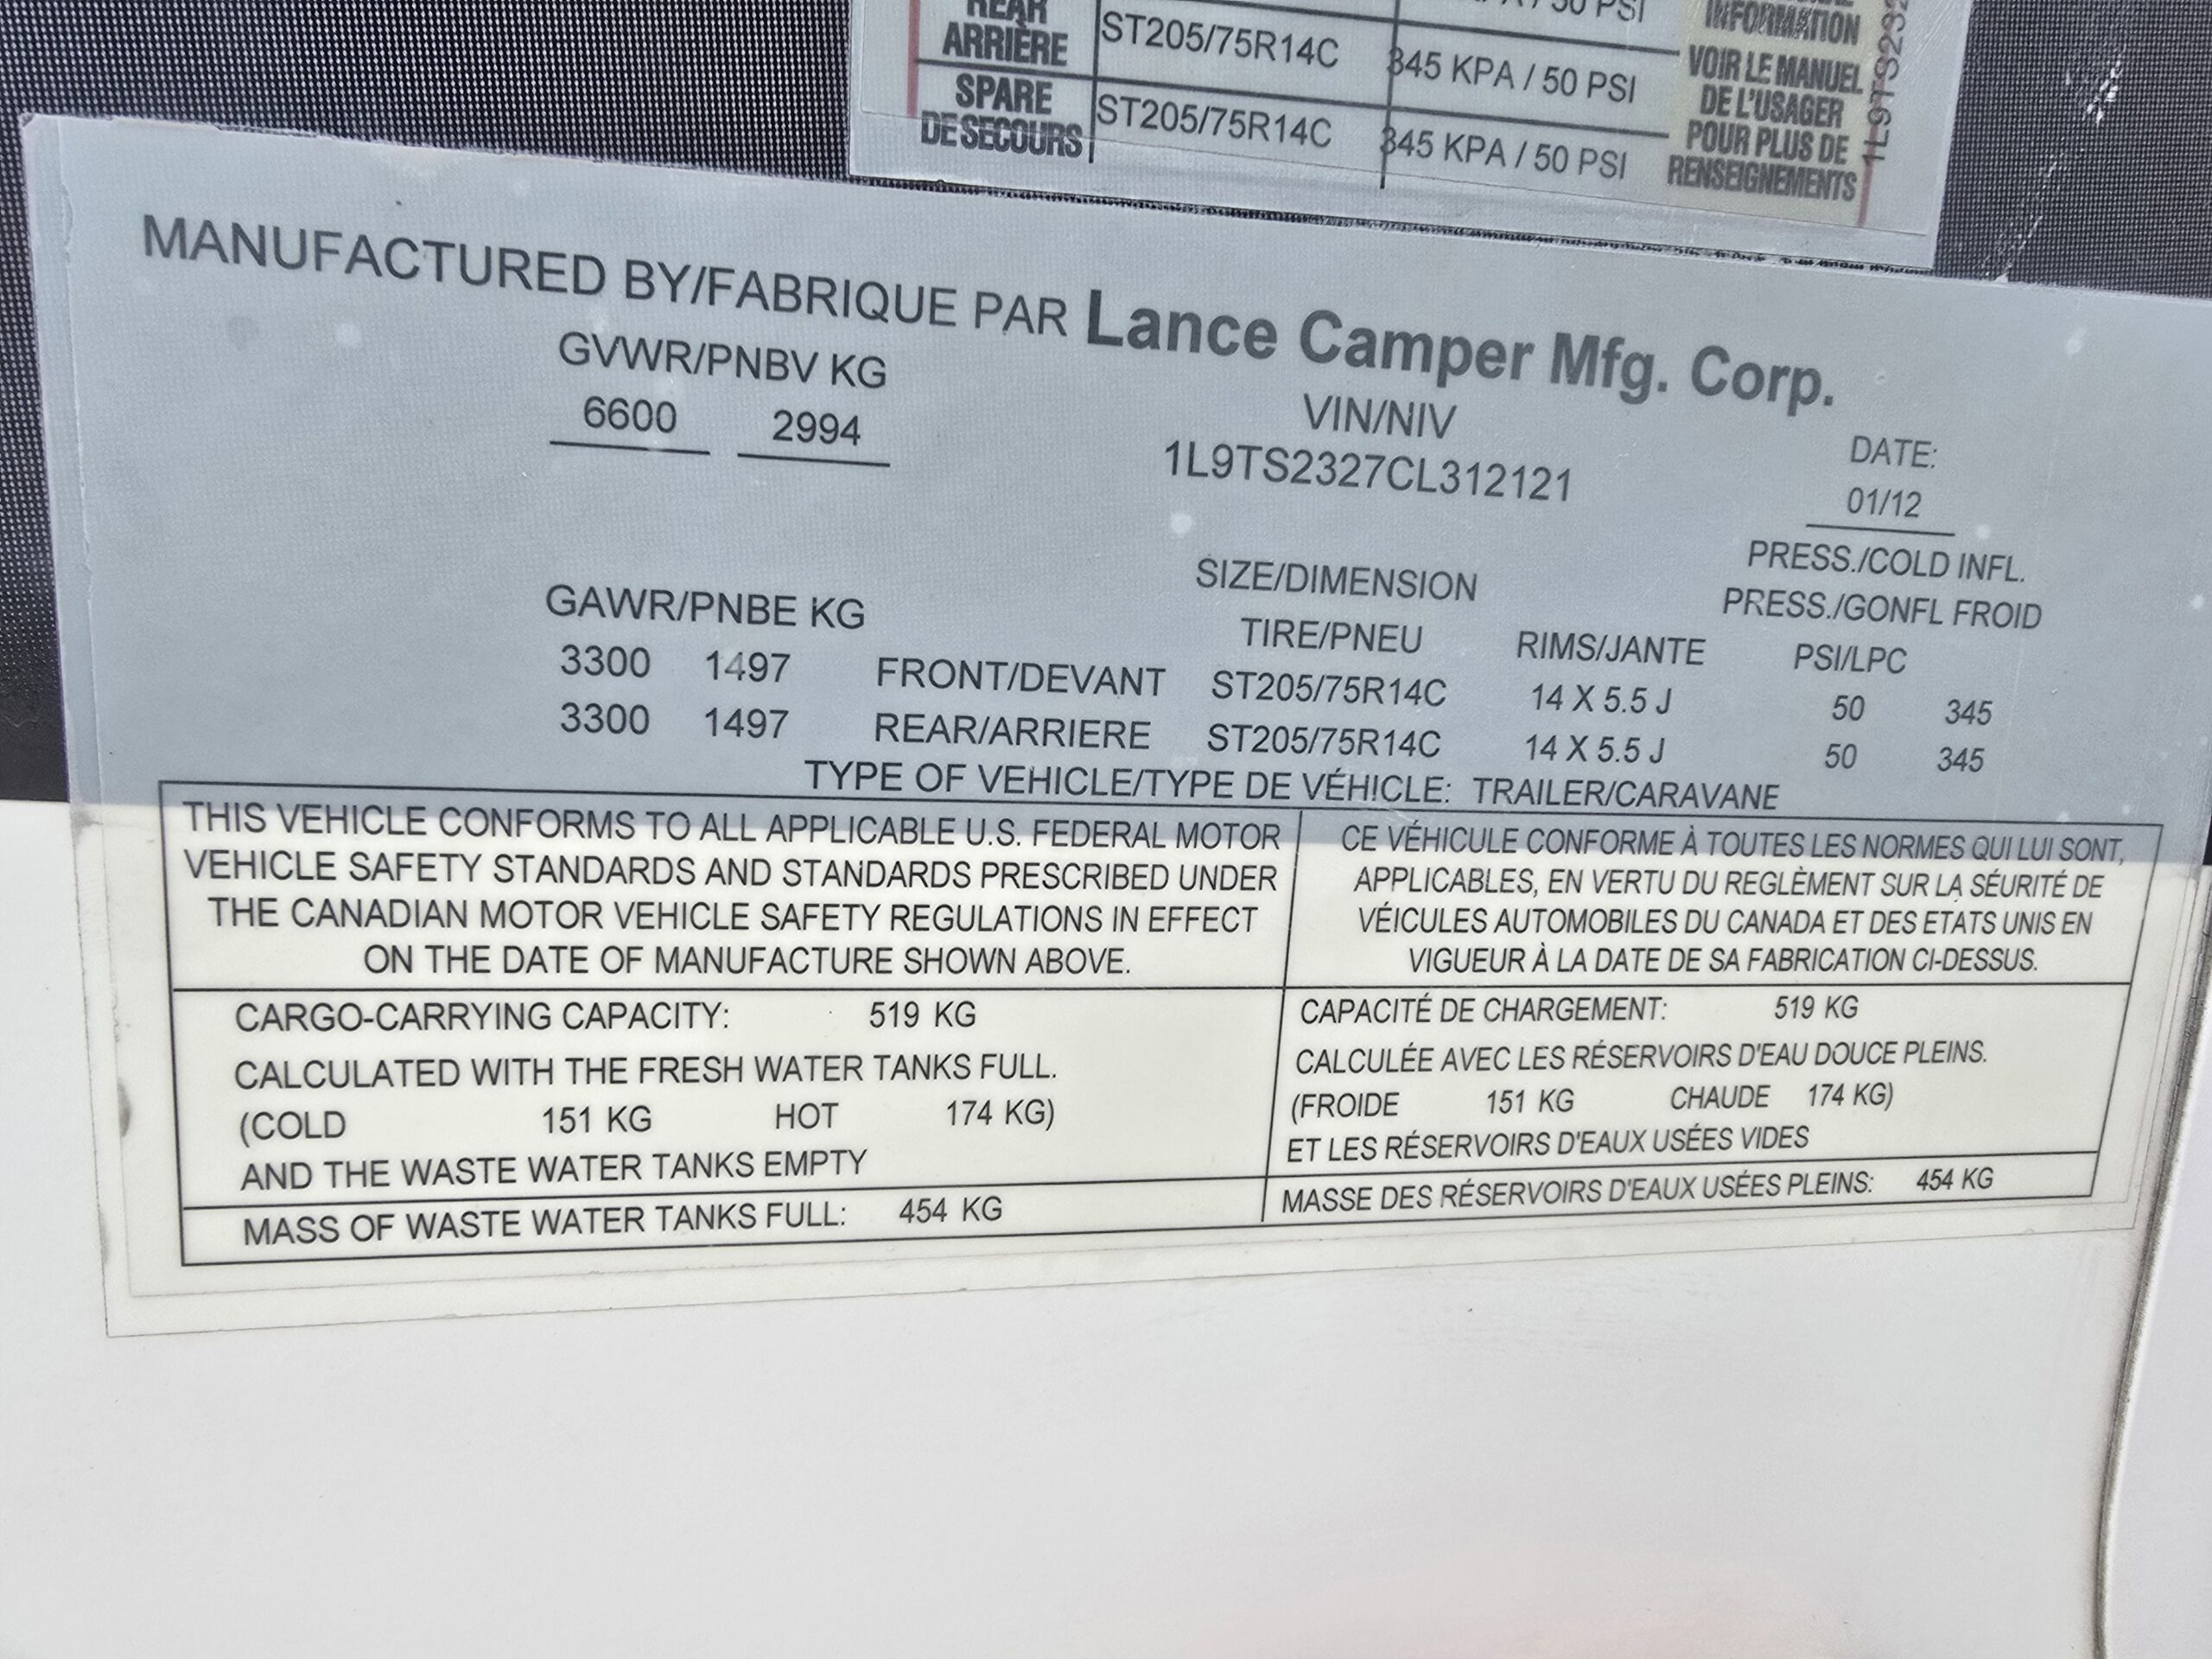 REAR ST205/75R14C 345 KPA / 50 PSI INFORMATION
ARRIÈRE VOIR LE MANUEL
SPARE ST205/75R14C 345 KPA / 50 PSI DE L'USAGER
DE SECOURS POUR PLUS DE
RENSEIGNEMENTS
MANUFACTURED BY/FABRIQUE PAR Lance Camper Mfg. Corp.
GVWR/PNBV KG VIN/NIV DATE:
6600 2994 1L9TS2327CL312121 01/12
PRESS./COLD INFL.
GAWR/PNBE KG SIZE/DIMENSION PRESS./GONFL FROID
TIRE/PNEU RIMS/JANTE PSI/LPC
3300 1497 FRONT/DEVANT ST205/75R14C 14 X 5.5 J 50 345
3300 1497 REAR/ARRIERE ST205/75R14C 14 X 5.5 J 50 345
TYPE OF VEHICLE/TYPE DE VÉHICLE: TRAILER/CARAVANE
THIS VEHICLE CONFORMS TO ALL APPLICABLE U.S. FEDERAL MOTOR
VEHICLE SAFETY STANDARDS AND STANDARDS PRESCRIBED UNDER
THE CANADIAN MOTOR VEHICLE SAFETY REGULATIONS IN EFFECT
ON THE DATE OF MANUFACTURE SHOWN ABOVE.
CE VÉHICULE CONFORME À TOUTES LES NORMES QUI LUI SONT,
APPLICABLES, EN VERTU DU REGLÈMENT SUR LA SÉURITÉ DE
VÉICULES AUTOMOBILES DU CANADA ET DES ETATS UNIS EN
VIGUEUR À LA DATE DE SA FABRICATION CI-DESSUS.
CARGO-CARRYING CAPACITY: 519 KG
CALCULATED WITH THE FRESH WATER TANKS FULL.
(COLD 151 KG HOT 174 KG)
AND THE WASTE WATER TANKS EMPTY
MASS OF WASTE WATER TANKS FULL: 454 KG
CAPACITÉ DE CHARGEMENT: 519 KG
CALCULÉE AVEC LES RÉSERVOIRS D'EAU DOUCE PLEINS.
(FROIDE 151 KG CHAUDE 174 KG)
ET LES RÉSERVOIRS D'EAUX USÉES VIDES
MASSE DES RÉSERVOIRS D'EAUX USÉES PLEINS: 454 KG